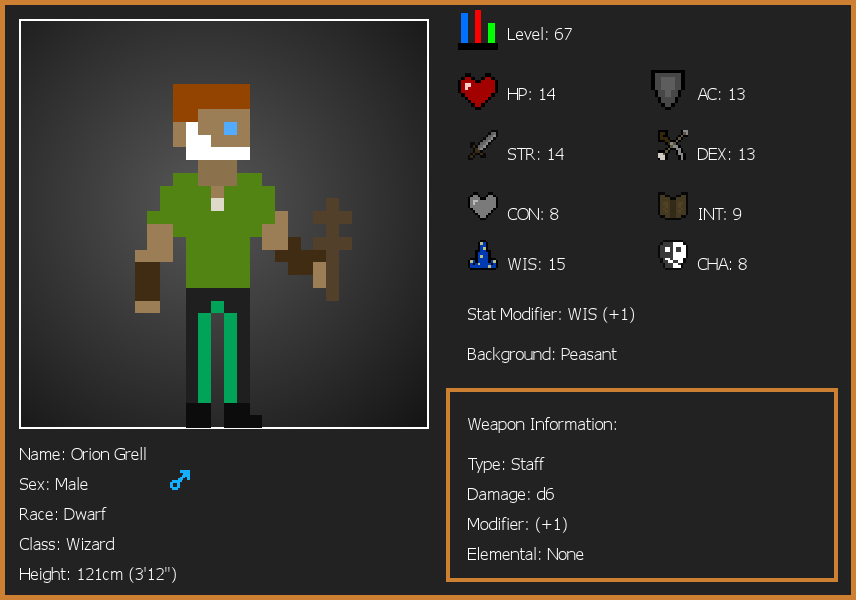 Level: 67
HP: 14
AC: 13
STR: 14
DEX: 13
CON: 8
INT: 9
WIS: 15
CHA: 8
Stat Modifier: WIS (+1)
Background: Peasant
Weapon Information:
Type: Staff
Damage: d6
Modifier: (+1)
Elemental: None
Name: Orion Grell
Sex: Male
Race: Dwarf
Class: Wizard
Height: 121cm (3'12")